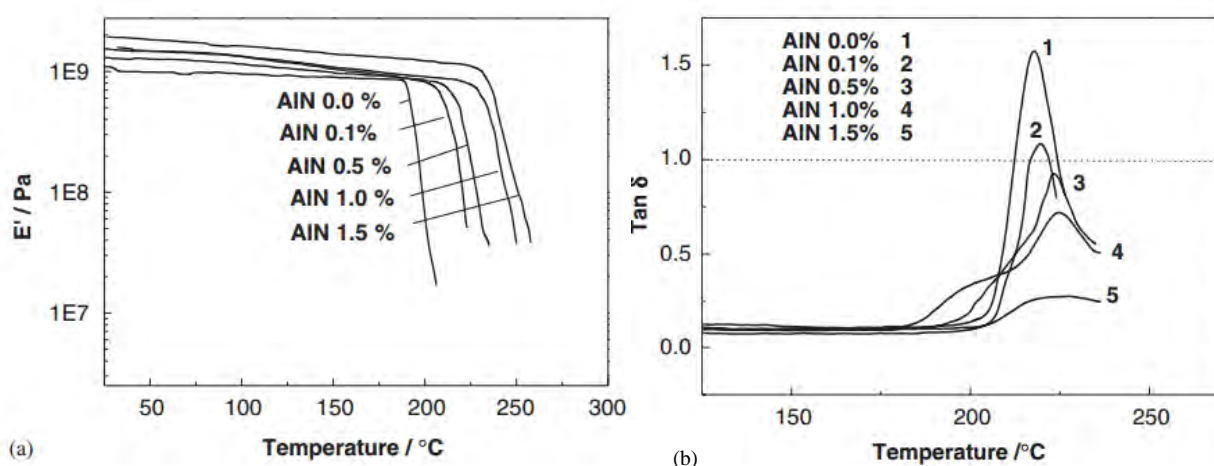 1E9
1E8
1E7
E' / Pa
AIN 0.0 %
AIN 0.1%
AIN 0.5 %
AIN 1.0 %
AIN 1.5 %
50
100
150
200
250
300
Temperature / °C
(a)
AIN 0.0% 1
AIN 0.1% 2
AIN 0.5% 3
AIN 1.0% 4
AIN 1.5% 5
1.5
1.0
0.5
0.0
Tan δ
1
2
3
4
5
150
200
250
Temperature /°C
(b)